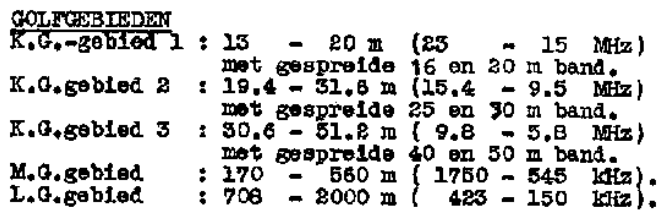 GOLFGEBIEDEN
K.G.-gebied 1 : 13 - 20 m (23 - 15 MHz)
met gespreide 16 en 20 m band.
K.G.gebied 2 : 19.4 - 31.6 m (15.4 - 9.5 MHz)
met gespreide 25 en 30 m band.
K.G.gebied 3 : 30.6 - 51.2 m ( 9.8 - 5.8 MHz)
met gespreide 40 en 50 m band.
M.G.gebied : 170 - 560 m ( 1750 - 545 kHz).
L.G.gebied : 708 - 2000 m ( 423 - 150 kHz).